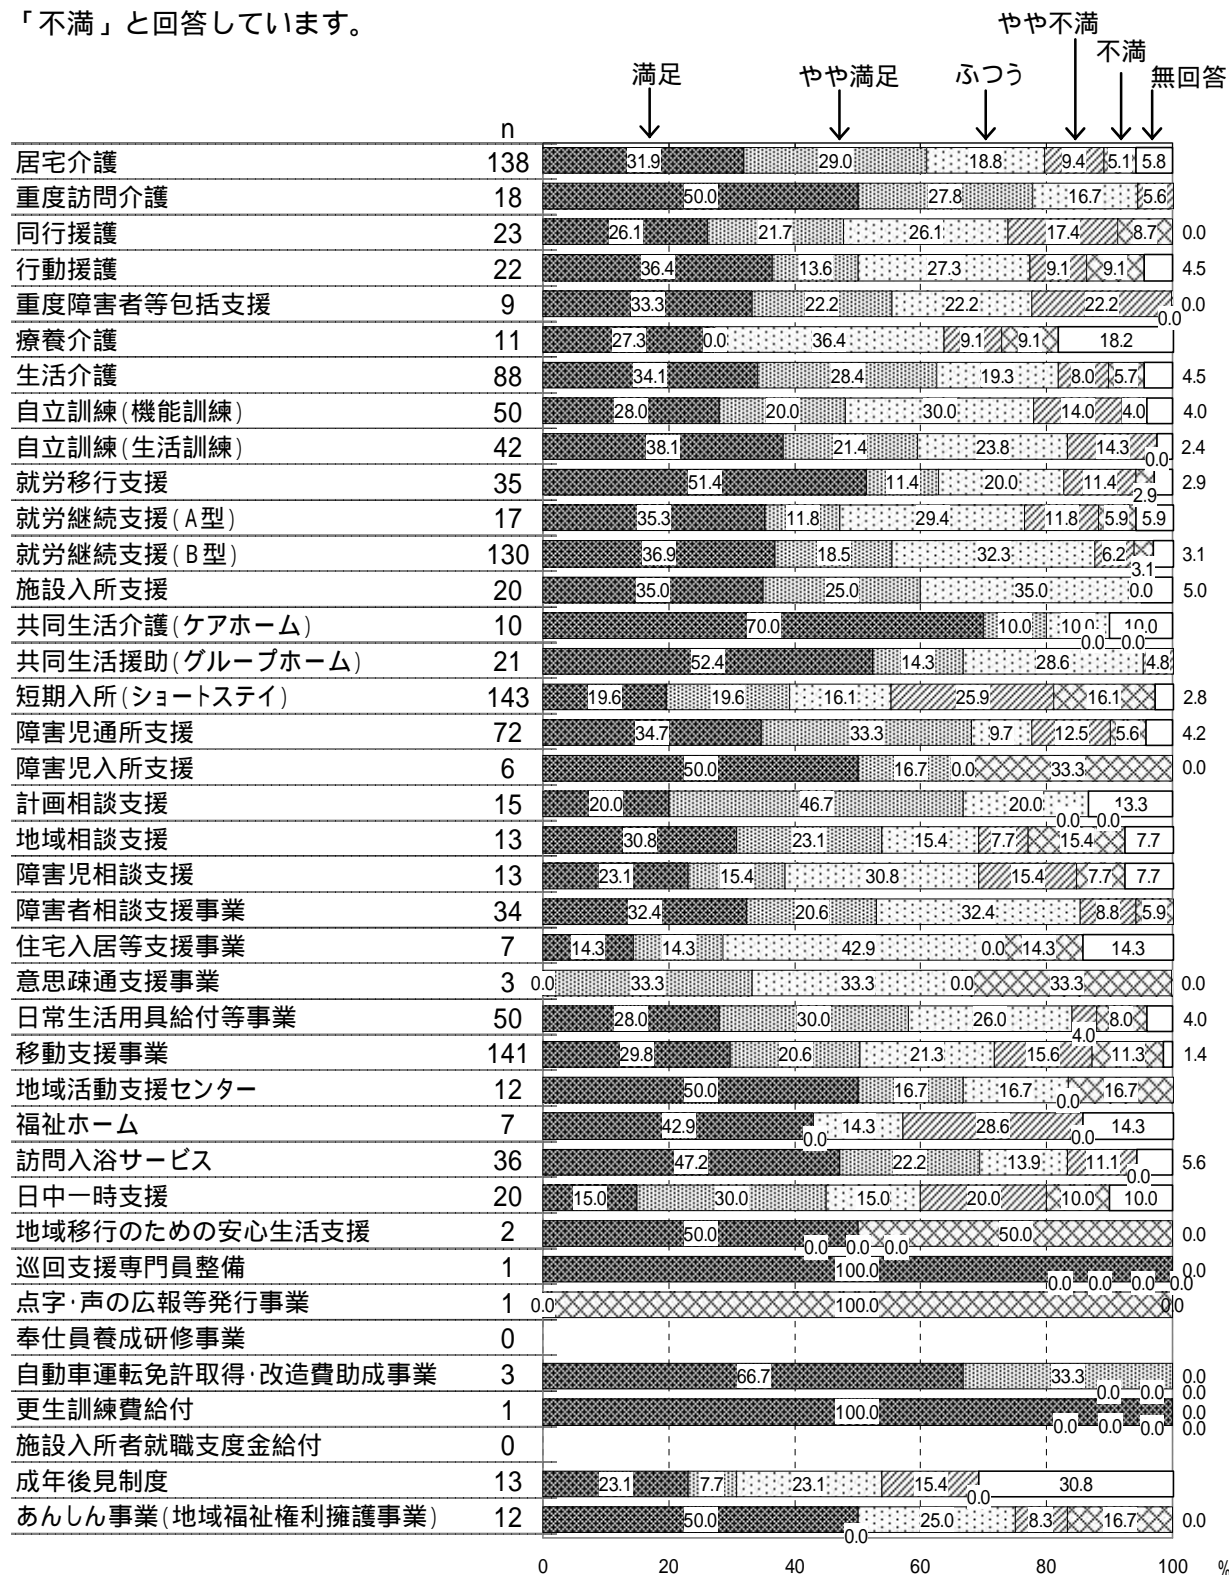 「不満」と回答しています。
やや不満
不満
満足 やや満足 ふつう 無回答
n
居宅介護 138 31.9 29.0 18.8 9.4 5.1 5.8
重度訪問介護 18 50.0 27.8 16.7 5.6
同行援護 23 26.1 21.7 26.1 17.4 8.7 0.0
行動援護 22 36.4 13.6 27.3 9.1 9.1 4.5
重度障害者等包括支援 9 33.3 22.2 22.2 22.2 0.0 0.0
療養介護 11 27.3 0.0 36.4 9.1 9.1 18.2
生活介護 88 34.1 28.4 19.3 8.0 5.7 4.5
自立訓練(機能訓練) 50 28.0 20.0 30.0 14.0 4.0 4.0
自立訓練(生活訓練) 42 38.1 21.4 23.8 14.3 0.0 2.4
就労移行支援 35 51.4 11.4 20.0 11.4 2.9 2.9
就労継続支援(A型) 17 35.3 11.8 29.4 11.8 5.9 5.9
就労継続支援(B型) 130 36.9 18.5 32.3 6.2 3.1 3.1
施設入所支援 20 35.0 25.0 35.0 0.0 5.0
共同生活介護(ケアホーム) 10 70.0 10.0 10.0 0.0 0.0 10.0
共同生活援助(グループホーム) 21 52.4 14.3 28.6 4.8
短期入所(ショートステイ) 143 19.6 19.6 16.1 25.9 16.1 2.8
障害児通所支援 72 34.7 33.3 9.7 12.5 5.6 4.2
障害児入所支援 6 50.0 16.7 0.0 33.3 0.0
計画相談支援 15 20.0 46.7 20.0 0.0 0.0 13.3
地域相談支援 13 30.8 23.1 15.4 7.7 15.4 7.7
障害児相談支援 13 23.1 15.4 30.8 15.4 7.7 7.7
障害者相談支援事業 34 32.4 20.6 32.4 8.8 5.9
住宅入居等支援事業 7 14.3 14.3 42.9 0.0 14.3 14.3
意思疎通支援事業 3 0.0 33.3 33.3 0.0 33.3 0.0
日常生活用具給付等事業 50 28.0 30.0 26.0 4.0 8.0 4.0
移動支援事業 141 29.8 20.6 21.3 15.6 11.3 1.4
地域活動支援センター 12 50.0 16.7 16.7 0.0 16.7
福祉ホーム 7 42.9 0.0 14.3 28.6 0.0 14.3
訪問入浴サービス 36 47.2 22.2 13.9 11.1 0.0 5.6
日中一時支援 20 15.0 30.0 15.0 20.0 10.0 10.0
地域移行のための安心生活支援 2 50.0 0.0 0.0 0.0 50.0 0.0
巡回支援専門員整備 1 100.0 0.0 0.0 0.0 0.0 0.0
点字・声の広報等発行事業 1 0.0 100.0 0.0
奉仕員養成研修事業 0
自動車運転免許取得・改造費助成事業 3 66.7 33.3 0.0 0.0 0.0 0.0
更生訓練費給付 1 100.0 0.0 0.0 0.0 0.0 0.0
施設入所者就職支度金給付 0
成年後見制度 13 23.1 7.7 23.1 15.4 0.0 30.8
あんしん事業(地域福祉権利擁護事業) 12 50.0 0.0 25.0 8.3 16.7 0.0
0 20 40 60 80 100 %